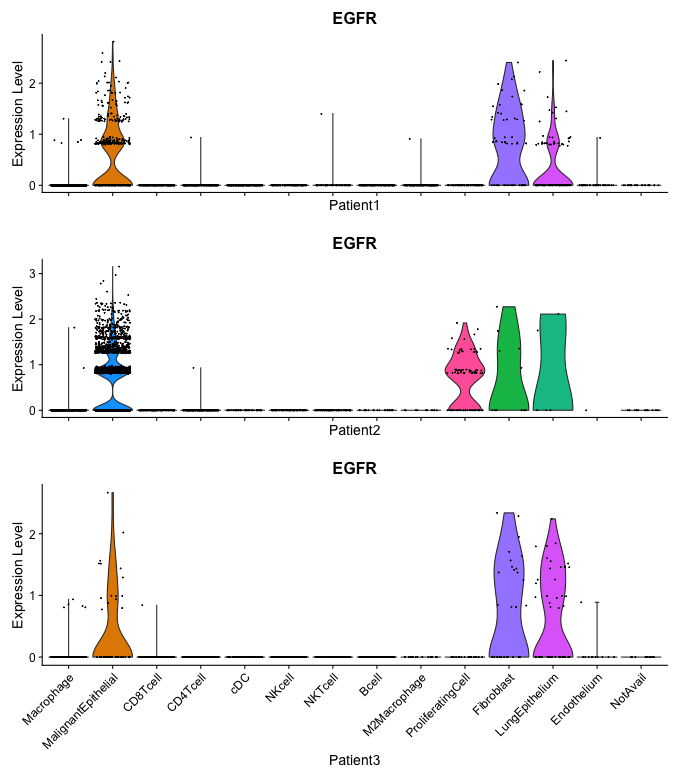 EGFR
Expression Level
2
1
0
Patient1
EGFR
Expression Level
3
2
1
0
Patient2
EGFR
Expression Level
2
1
0
Macrophage
MalignantEpithelial
CD8Tcell
CD4Tcell
cDC
NKcell
NKTcell
Bcell
M2Macrophage
ProliferatingCell
Fibroblast
LungEpithelium
Endothelium
NotAvail
Patient3